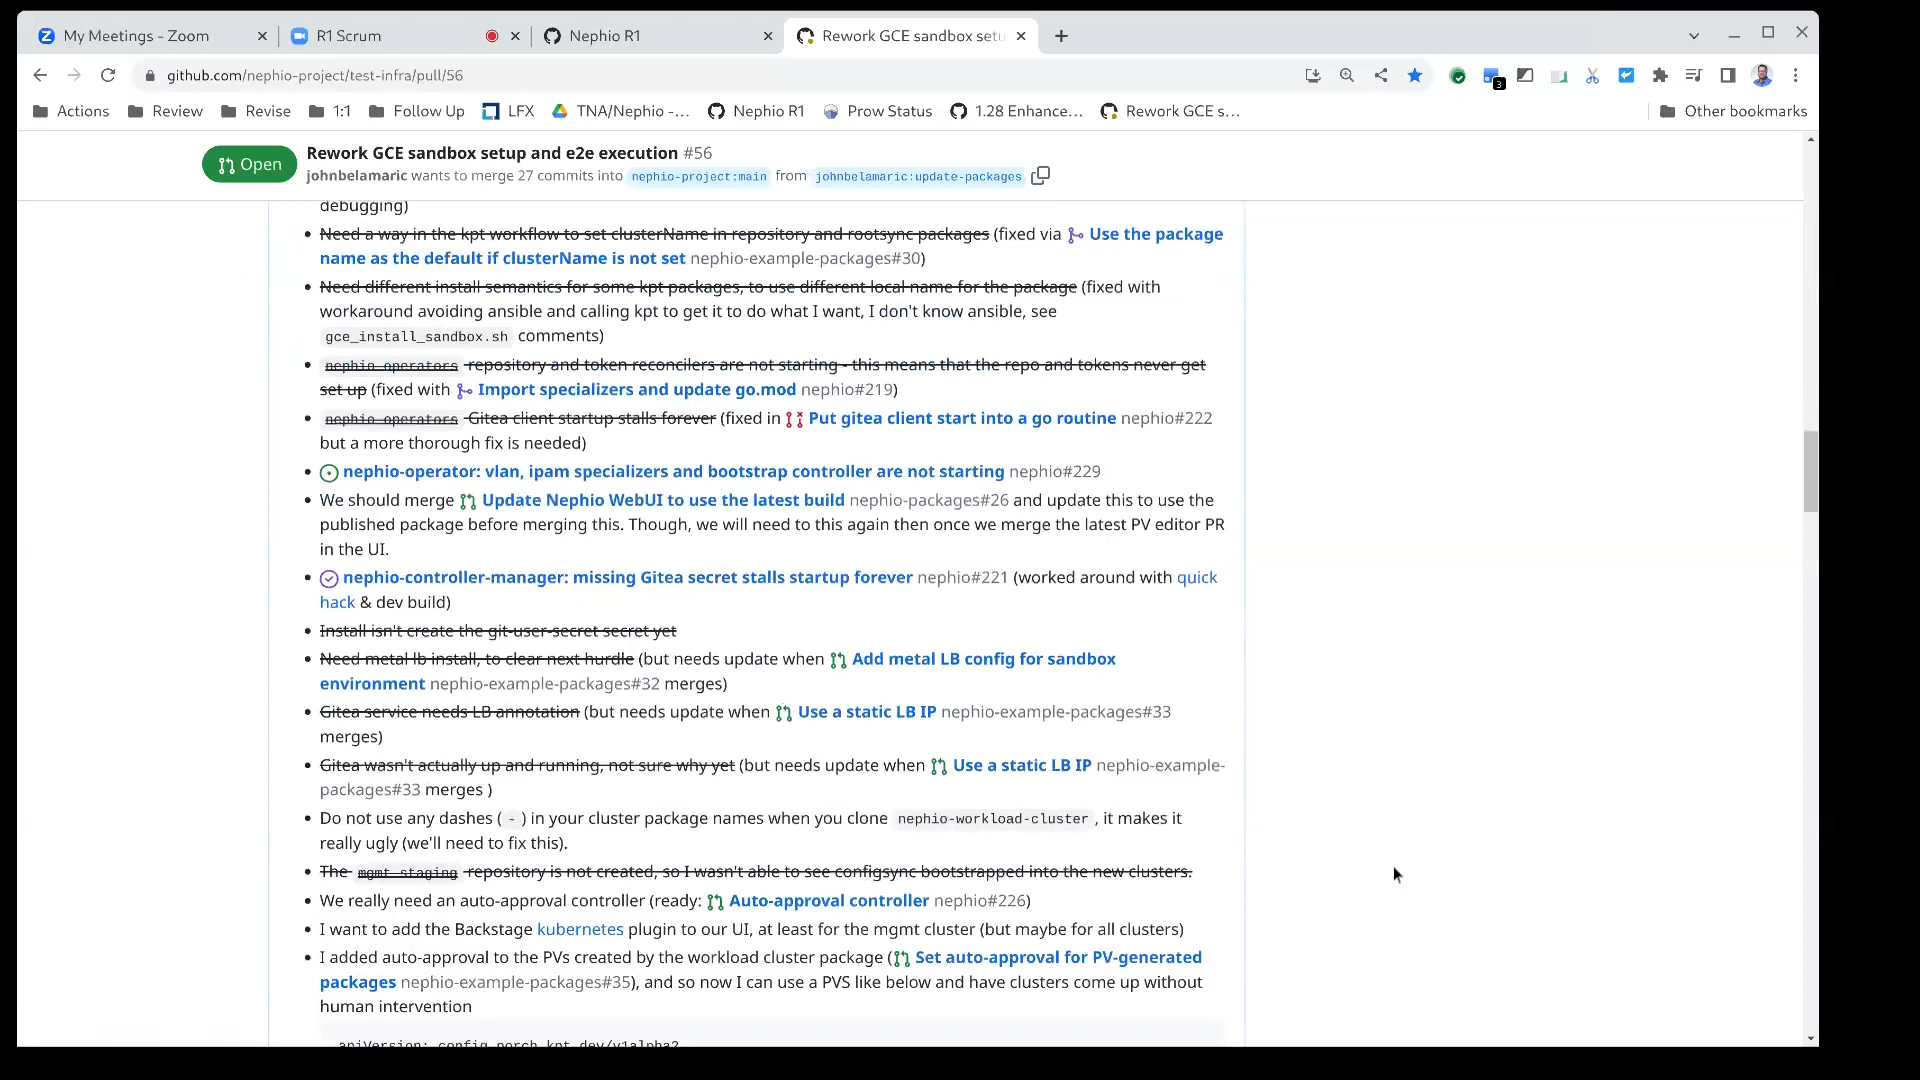 My Meetings - Zoom
R1 Scrum
Nephio R1
Rework GCE sandbox setu
github.com/nephio-project/test-infra/pull/56
3
Actions
Review
Revise
1:1
Follow Up
LFX
TNA/Nephio -...
Nephio R1
Prow Status
1.28 Enhance...
Rework GCE s...
Other bookmarks
Open
Rework GCE sandbox setup and e2e execution #56
johnbelamaric wants to merge 27 commits into nephio-project:main from johnbelamaric:update-packages
debugging)
Need a way in the kpt workflow to set clusterName in repository and rootsync packages (fixed via Use the package
name as the default if clusterName is not set nephio-example-packages#30)
Need different install semantics for some kpt packages, to use different local name for the package (fixed with
workaround avoiding ansible and calling kpt to get it to do what I want, I don't know ansible, see
gce_install_sandbox.sh comments)
nephio-operators repository and token reconcilers are not starting - this means that the repo and tokens never get
set up (fixed with Import specializers and update go.mod nephio#219)
nephio-operators Gitea client startup stalls forever (fixed in Put gitea client start into a go routine nephio#222
but a more thorough fix is needed)
nephio-operator: vlan, ipam specializers and bootstrap controller are not starting nephio#229
We should merge Update Nephio WebUI to use the latest build nephio-packages#26 and update this to use the
published package before merging this. Though, we will need to this again then once we merge the latest PV editor PR
in the UI.
nephio-controller-manager: missing Gitea secret stalls startup forever nephio#221 (worked around with quick
hack & dev build)
Install isn't create the git-user-secret secret yet
Need metal lb install, to clear next hurdle (but needs update when Add metal LB config for sandbox
environment nephio-example-packages#32 merges)
Gitea service needs LB annotation (but needs update when Use a static LB IP nephio-example-packages#33
merges)
Gitea wasn't actually up and running, not sure why yet (but needs update when Use a static LB IP nephio-example-
packages#33 merges )
Do not use any dashes ( - ) in your cluster package names when you clone nephio-workload-cluster , it makes it
really ugly (we'll need to fix this).
The mgmt-staging repository is not created, so I wasn't able to see configsync bootstrapped into the new clusters.
We really need an auto-approval controller (ready: Auto-approval controller nephio#226)
I want to add the Backstage kubernetes plugin to our UI, at least for the mgmt cluster (but maybe for all clusters)
I added auto-approval to the PVs created by the workload cluster package ( Set auto-approval for PV-generated
packages nephio-example-packages#35), and so now I can use a PVS like below and have clusters come up without
human intervention
apiVersion: config.porch.kpt.dev/v1alpha2